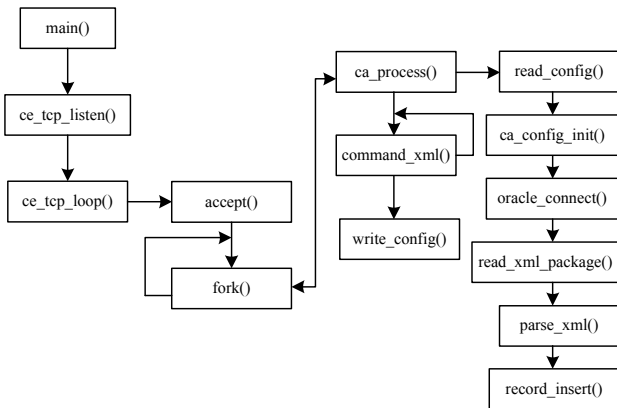 main()
ce_tcp_listen()
ce_tcp_loop()
accept()
fork()
ca_process()
command_xml()
write_config()
read_config()
ca_config_init()
oracle_connect()
read_xml_package()
parse_xml()
record_insert()